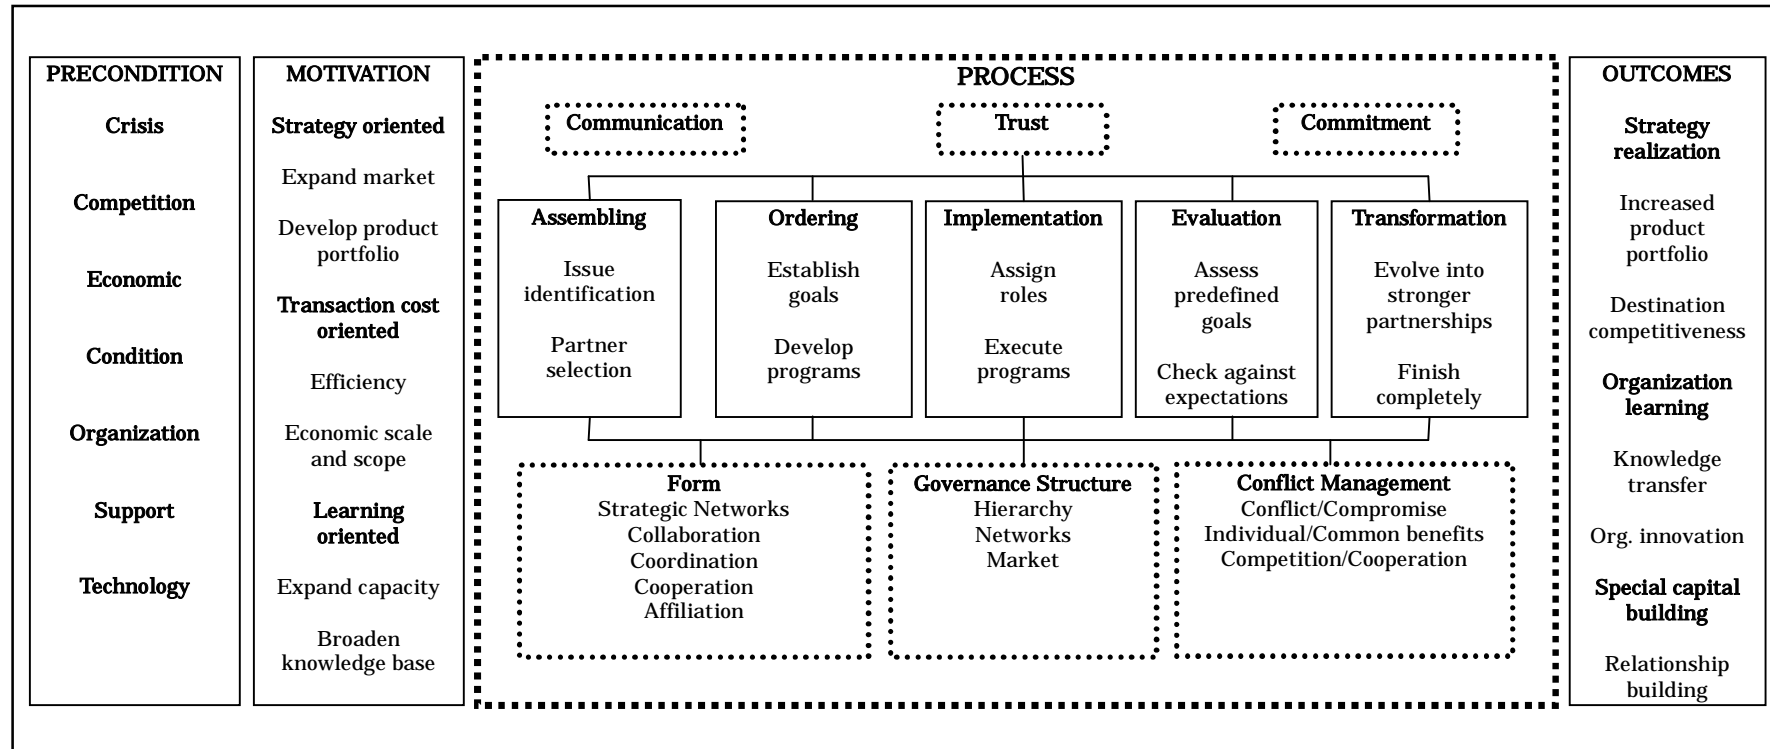 PRECONDITION
Crisis
Competition
Economic
Condition
Organization
Support
Technology
MOTIVATION
Strategy oriented
Expand market
Develop product
portfolio
Transaction cost
oriented
Efficiency
Economic scale
and scope
Learning
oriented
Expand capacity
Broaden
knowledge base
PROCESS
Communication
Trust
Commitment
Assembling
Issue
identification
Partner
selection
Ordering
Establish
goals
Develop
programs
Implementation
Assign
roles
Execute
programs
Evaluation
Assess
predefined
goals
Check against
expectations
Transformation
Evolve into
stronger
partnerships
Finish
completely
Form
Strategic Networks
Collaboration
Coordination
Cooperation
Affiliation
Governance Structure
Hierarchy
Networks
Market
Conflict Management
Conflict/Compromise
Individual/Common benefits
Competition/Cooperation
OUTCOMES
Strategy
realization
Increased
product
portfolio
Destination
competitiveness
Organization
learning
Knowledge
transfer
Org. innovation
Special capital
building
Relationship
building